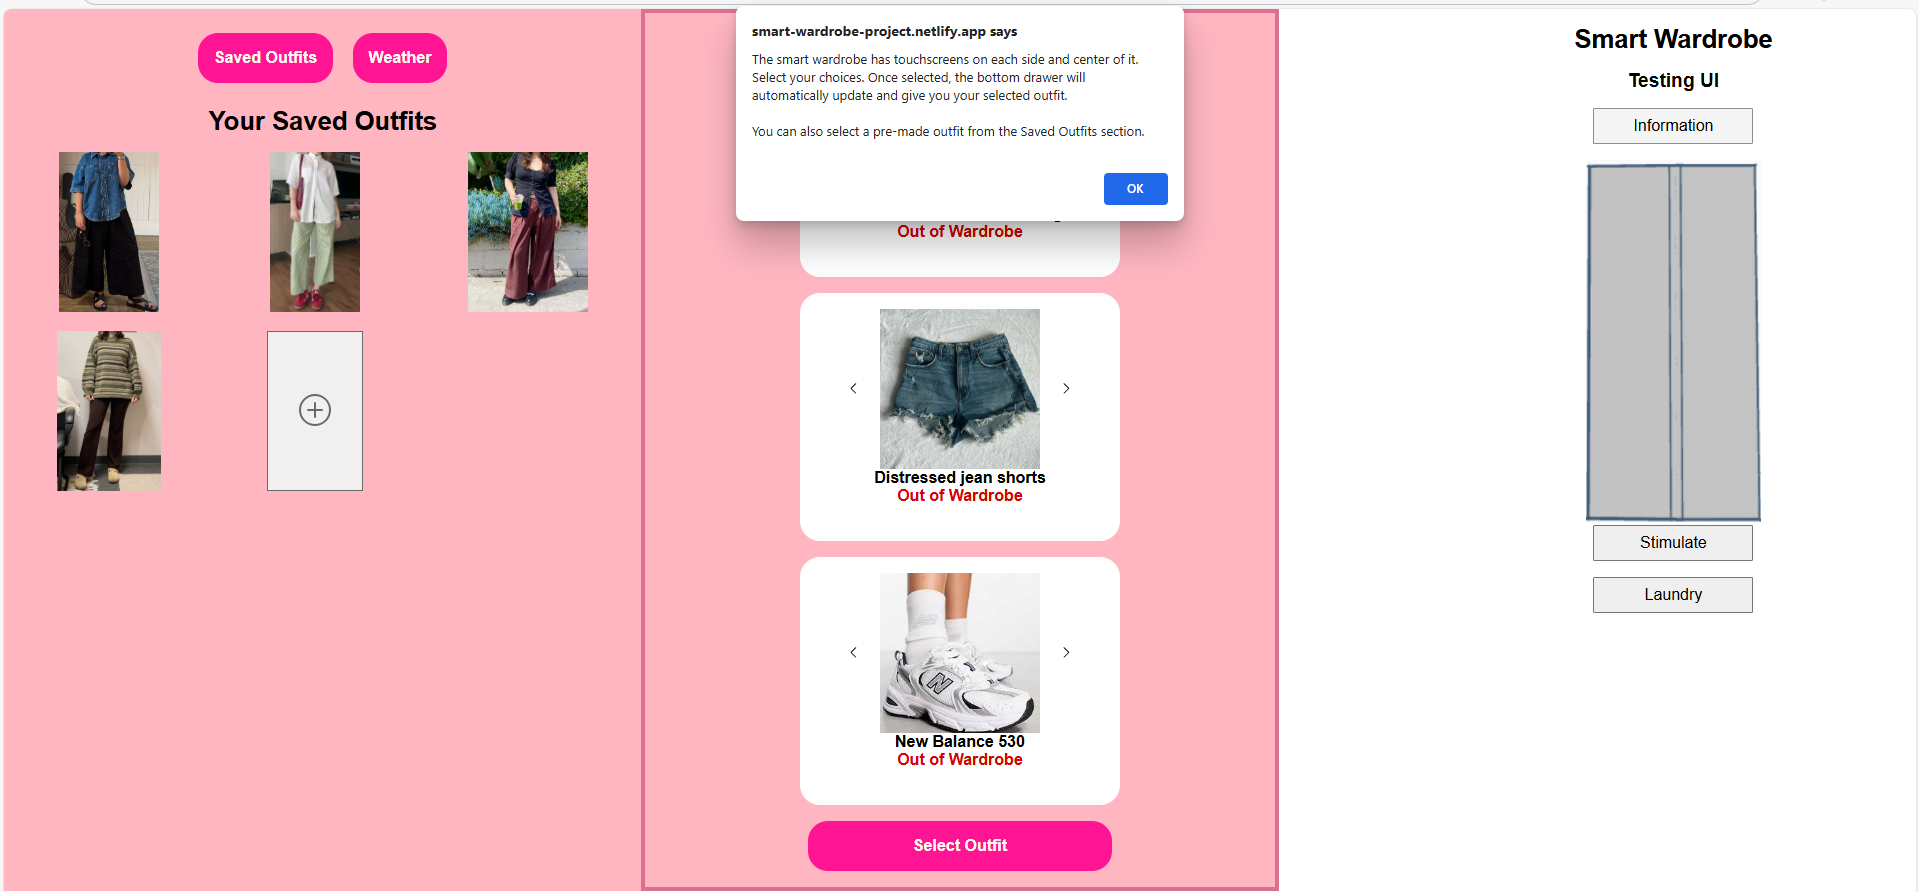 Saved Outfits
Weather
Your Saved Outfits
smart-wardrobe-project.netlify.app says
The smart wardrobe has touchscreens on each side and center of it.
Select your choices. Once selected, the bottom drawer will
automatically update and give you your selected outfit.
You can also select a pre-made outfit from the Saved Outfits section.
OK
Out of Wardrobe
Distressed jean shorts
Out of Wardrobe
N
New Balance 530
Out of Wardrobe
Select Outfit
Smart Wardrobe
Testing UI
Information
Stimulate
Laundry